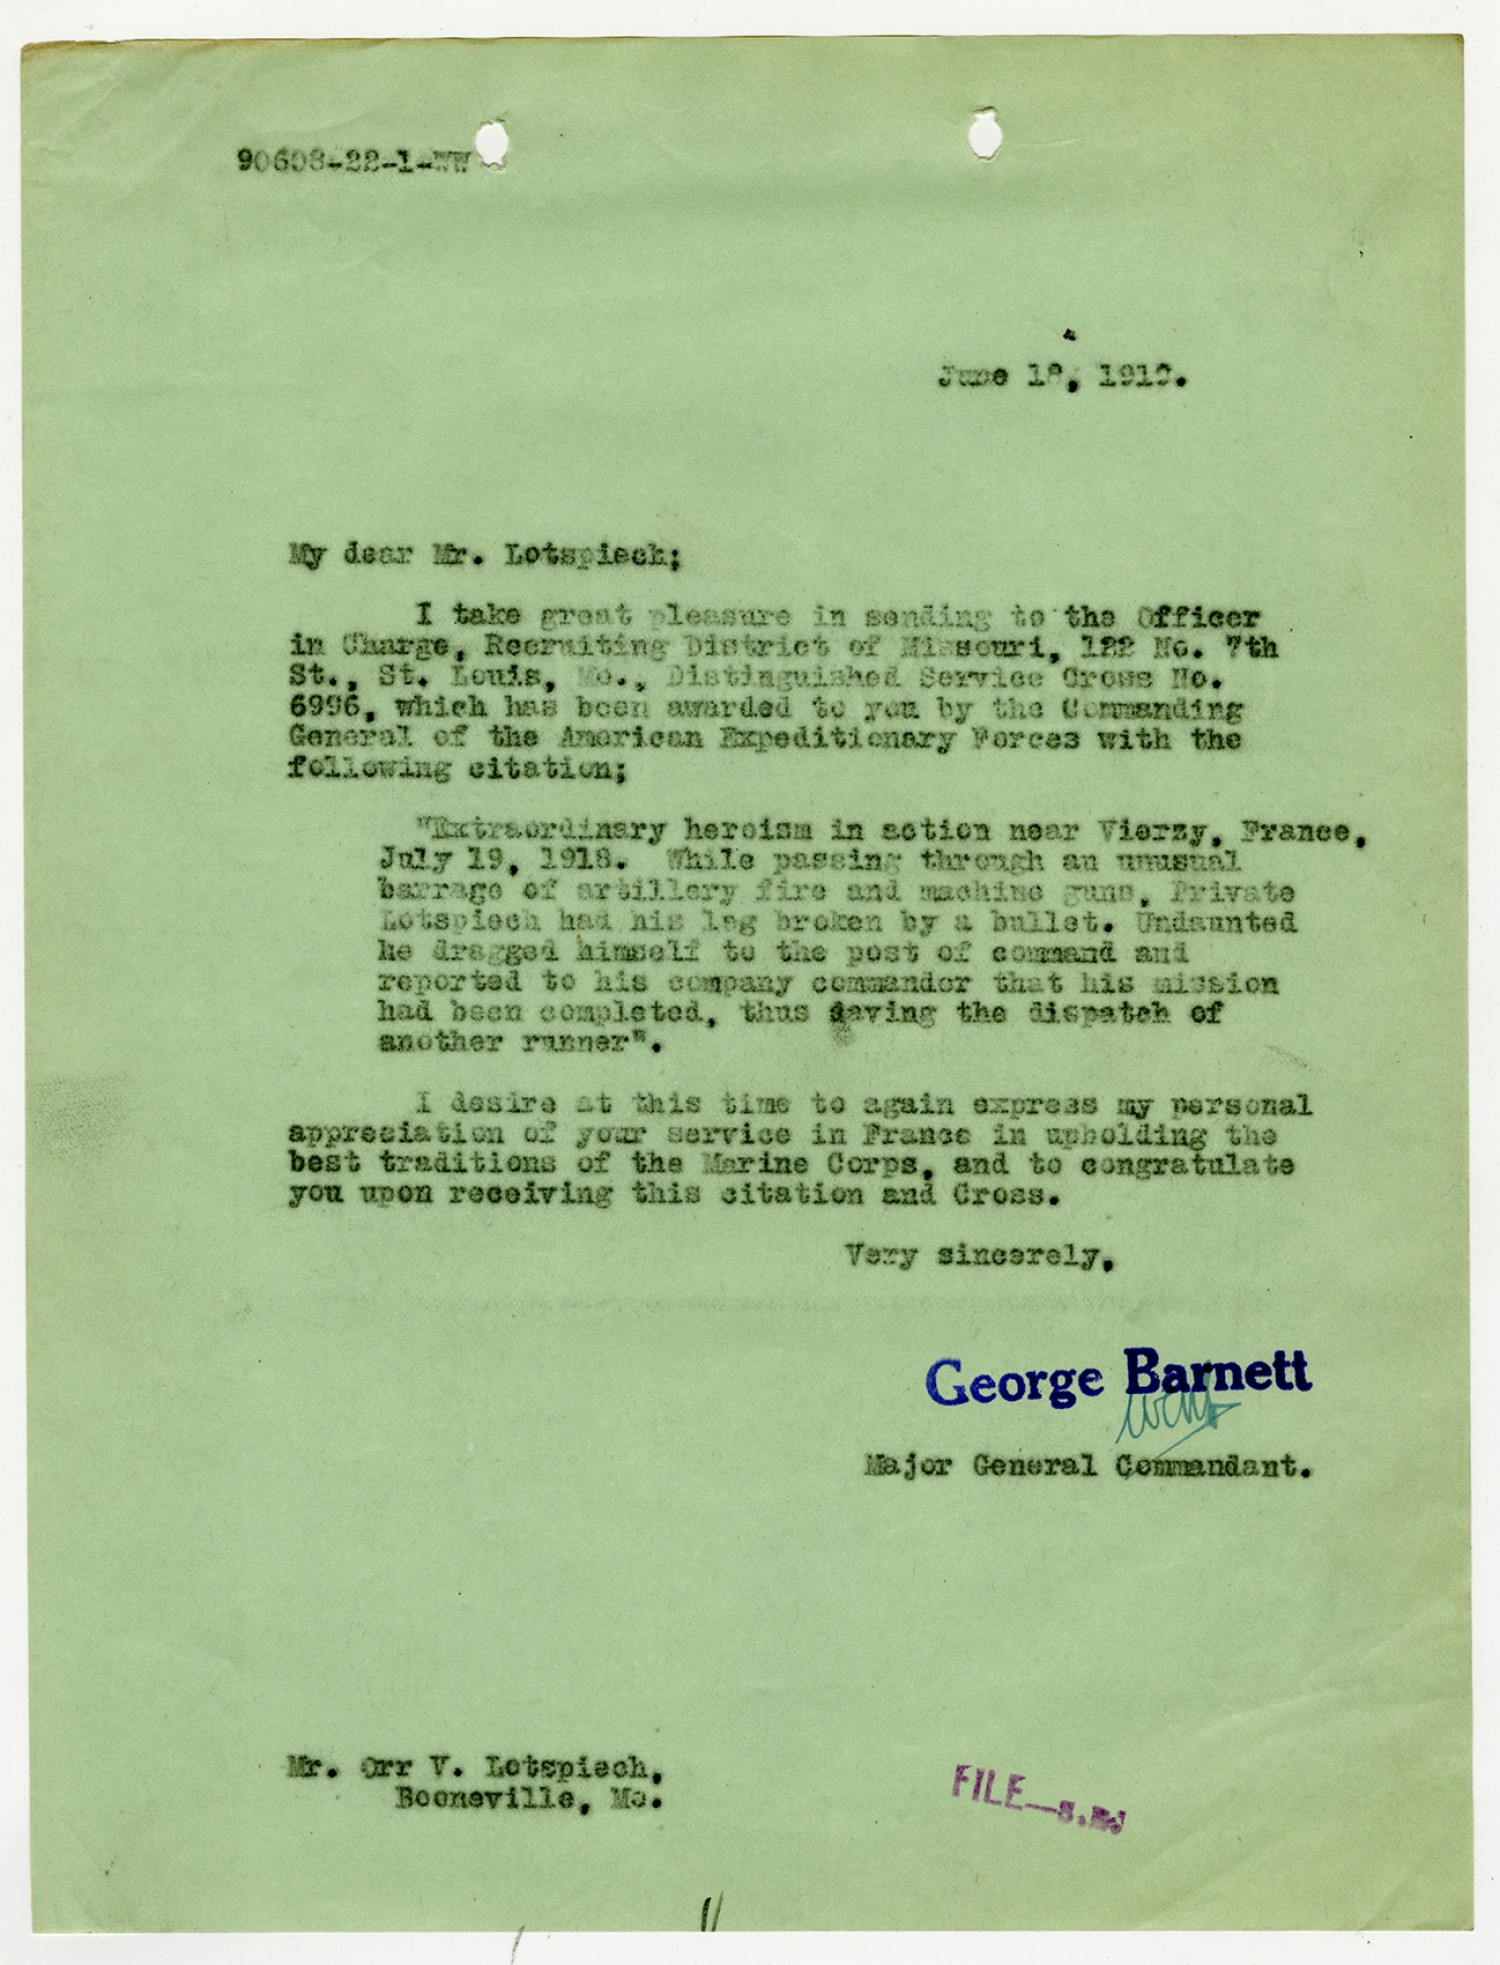 90608-22-1-WW
June 18, 1919.
My dear Mr. Lotspiech;
I take great pleasure in sending to the Officer
in Charge, Recruiting District of Missouri, 122 No. 7th
St., St. Louis, Mo., Distinguished Service Cross No.
6996, which has been awarded to you by the Commanding
General of the American Expeditionary Forces with the
following citation;
"Extraordinary heroism in action near Vierzy, France,
July 19, 1918. While passing through an unusual
barrage of artillery fire and machine guns, Private
Lotspiech had his leg broken by a bullet. Undaunted
he dragged himself to the post of command and
reported to his company commander that his mission
had been completed, thus saving the dispatch of
another runner".
I desire at this time to again express my personal
appreciation of your service in France in upholding the
best traditions of the Marine Corps, and to congratulate
you upon receiving this citation and Cross.
Very sincerely,
George Barnett
Major General Commandant.
Mr. Orr V. Lotspiech,
Booneville, Mo.
FILE